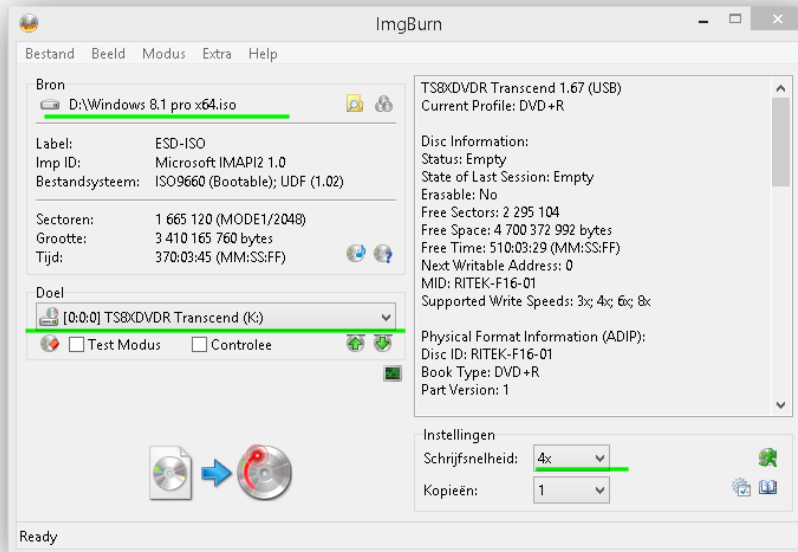 ImgBurn
Bestand Beeld Modus Extra Help
Bron
D:\Windows 8.1 pro x64.iso
Label: ESD-ISO
Imp ID: Microsoft IMAPI2 1.0
Bestandsysteem: ISO9660 (Bootable); UDF (1.02)
Sectoren: 1 665 120 (MODE1/2048)
Grootte: 3 410 165 760 bytes
Tijd: 370:03:45 (MM:SS:FF)
Doel
[0:0:0] TS8XDVDR Transcend (K:)
Test Modus Controlee
TS8XDVDR Transcend 1.67 (USB)
Current Profile: DVD+R
Disc Information:
Status: Empty
State of Last Session: Empty
Erasable: No
Free Sectors: 2 295 104
Free Space: 4 700 372 992 bytes
Free Time: 510:03:29 (MM:SS:FF)
Next Writable Address: 0
MID: RITEK-F16-01
Supported Write Speeds: 3x; 4x; 6x; 8x
Physical Format Information (ADIP):
Disc ID: RITEK-F16-01
Book Type: DVD+R
Part Version: 1
Instellingen
Schrijfsnelheid: 4x
Kopieën: 1
Ready